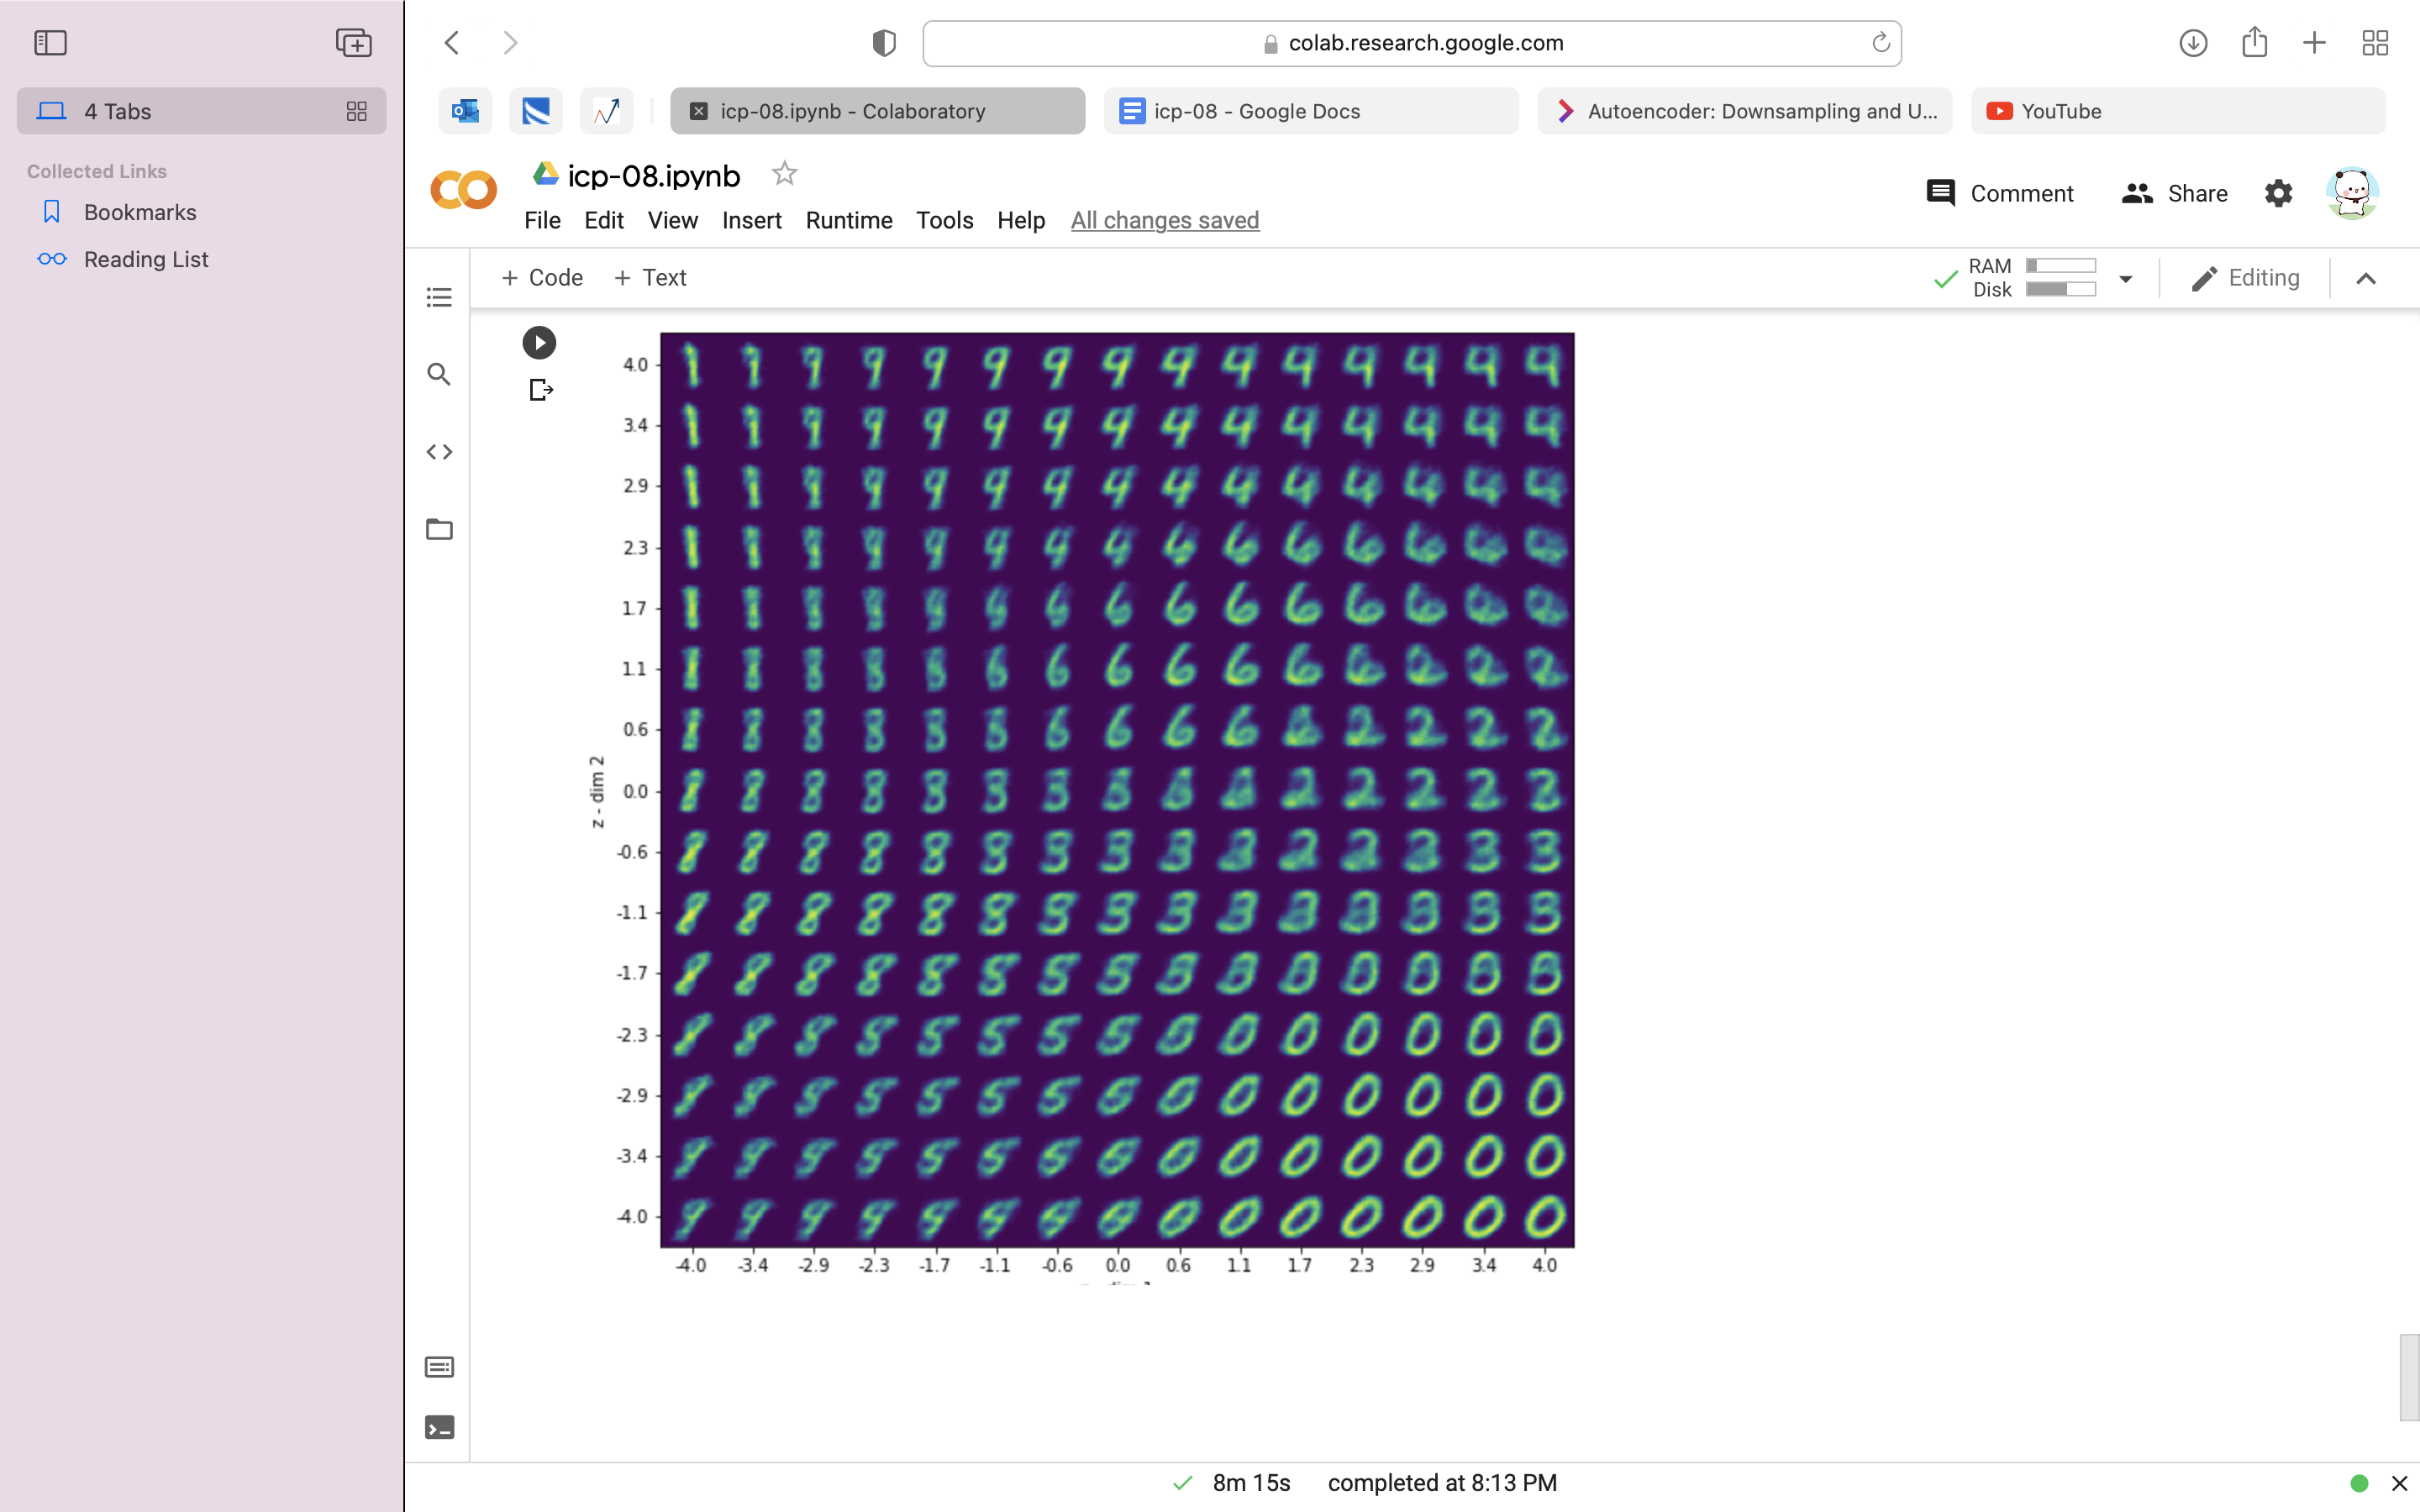 4 Tabs
Collected Links
Bookmarks
Reading List
colab.research.google.com
icp-08.ipynb - Colaboratory
icp-08 - Google Docs
Autoencoder: Downsampling and U...
YouTube
icp-08.ipynb
File Edit View Insert Runtime Tools Help All changes saved
Comment
Share
+ Code + Text
RAM
Disk
Editing
4.0
3.4
2.9
2.3
1.7
1.1
0.6
0.0
-0.6
-1.1
-1.7
-2.3
-2.9
-3.4
-4.0
z - dim 2
-4.0 -3.4 -2.9 -2.3 -1.7 -1.1 -0.6 0.0 0.6 1.1 1.7 2.3 2.9 3.4 4.0
8m 15s completed at 8:13 PM